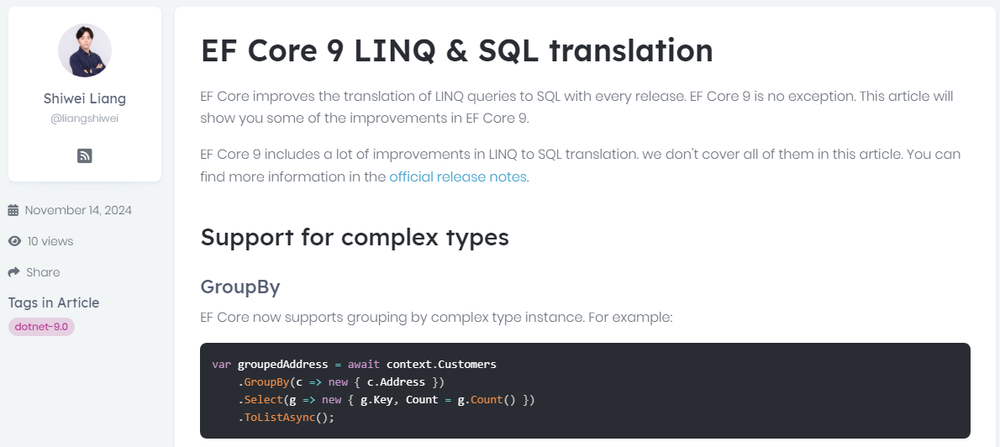 Shiwei Liang
@liangshiwei
November 14, 2024
10 views
Share
Tags in Article
dotnet-9.0
EF Core 9 LINQ & SQL translation
EF Core improves the translation of LINQ queries to SQL with every release. EF Core 9 is no exception. This article will
show you some of the improvements in EF Core 9.
EF Core 9 includes a lot of improvements in LINQ to SQL translation. we don't cover all of them in this article. You can
find more information in the official release notes.
Support for complex types
GroupBy
EF Core now supports grouping by complex type instance. For example:
var groupedAddress = await context.Customers
    .GroupBy(c => new { c.Address })
    .Select(g => new { g.Key, Count = g.Count() })
    .ToListAsync();